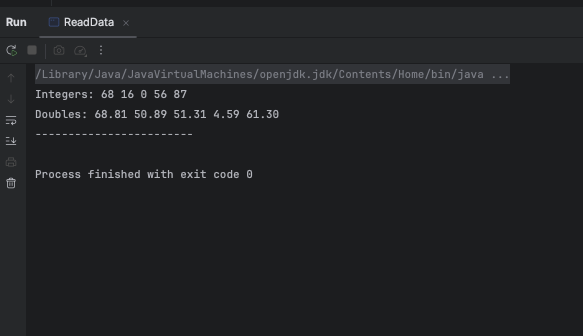 Run ReadData
/Library/Java/JavaVirtualMachines/openjdk.jdk/Contents/Home/bin/java ...
Integers: 68 16 0 56 87
Doubles: 68.81 50.89 51.31 4.59 61.30
------------------------
Process finished with exit code 0